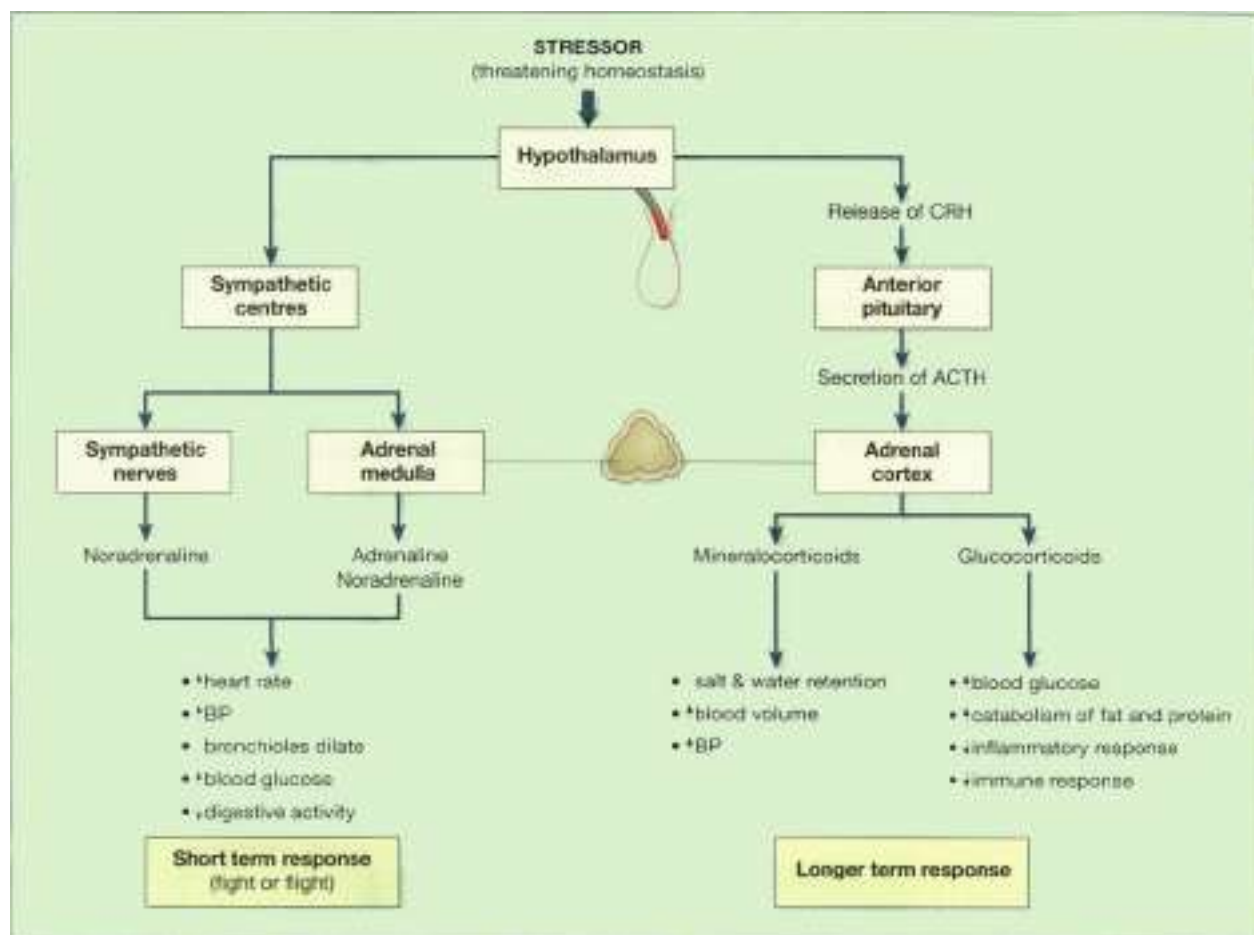 STRESSOR
(threatening homeostasis)
Hypothalamus
Release of CRH
Sympathetic
centres
Anterior
pituitary
Secretion of ACTH
Sympathetic
nerves
Adrenal
medulla
Adrenal
cortex
Noradrenaline
Adrenaline
Noradrenaline
Mineralocorticoids
Glucocorticoids
• ↑heart rate
• ↑BP
• bronchioles dilate
• ↑blood glucose
• ↓digestive activity
• salt & water retention
• ↑blood volume
• ↑BP
• ↑blood glucose
• ↑catabolism of fat and protein
• ↓inflammatory response
• ↓immune response
Short term response
(fight or flight)
Longer term response